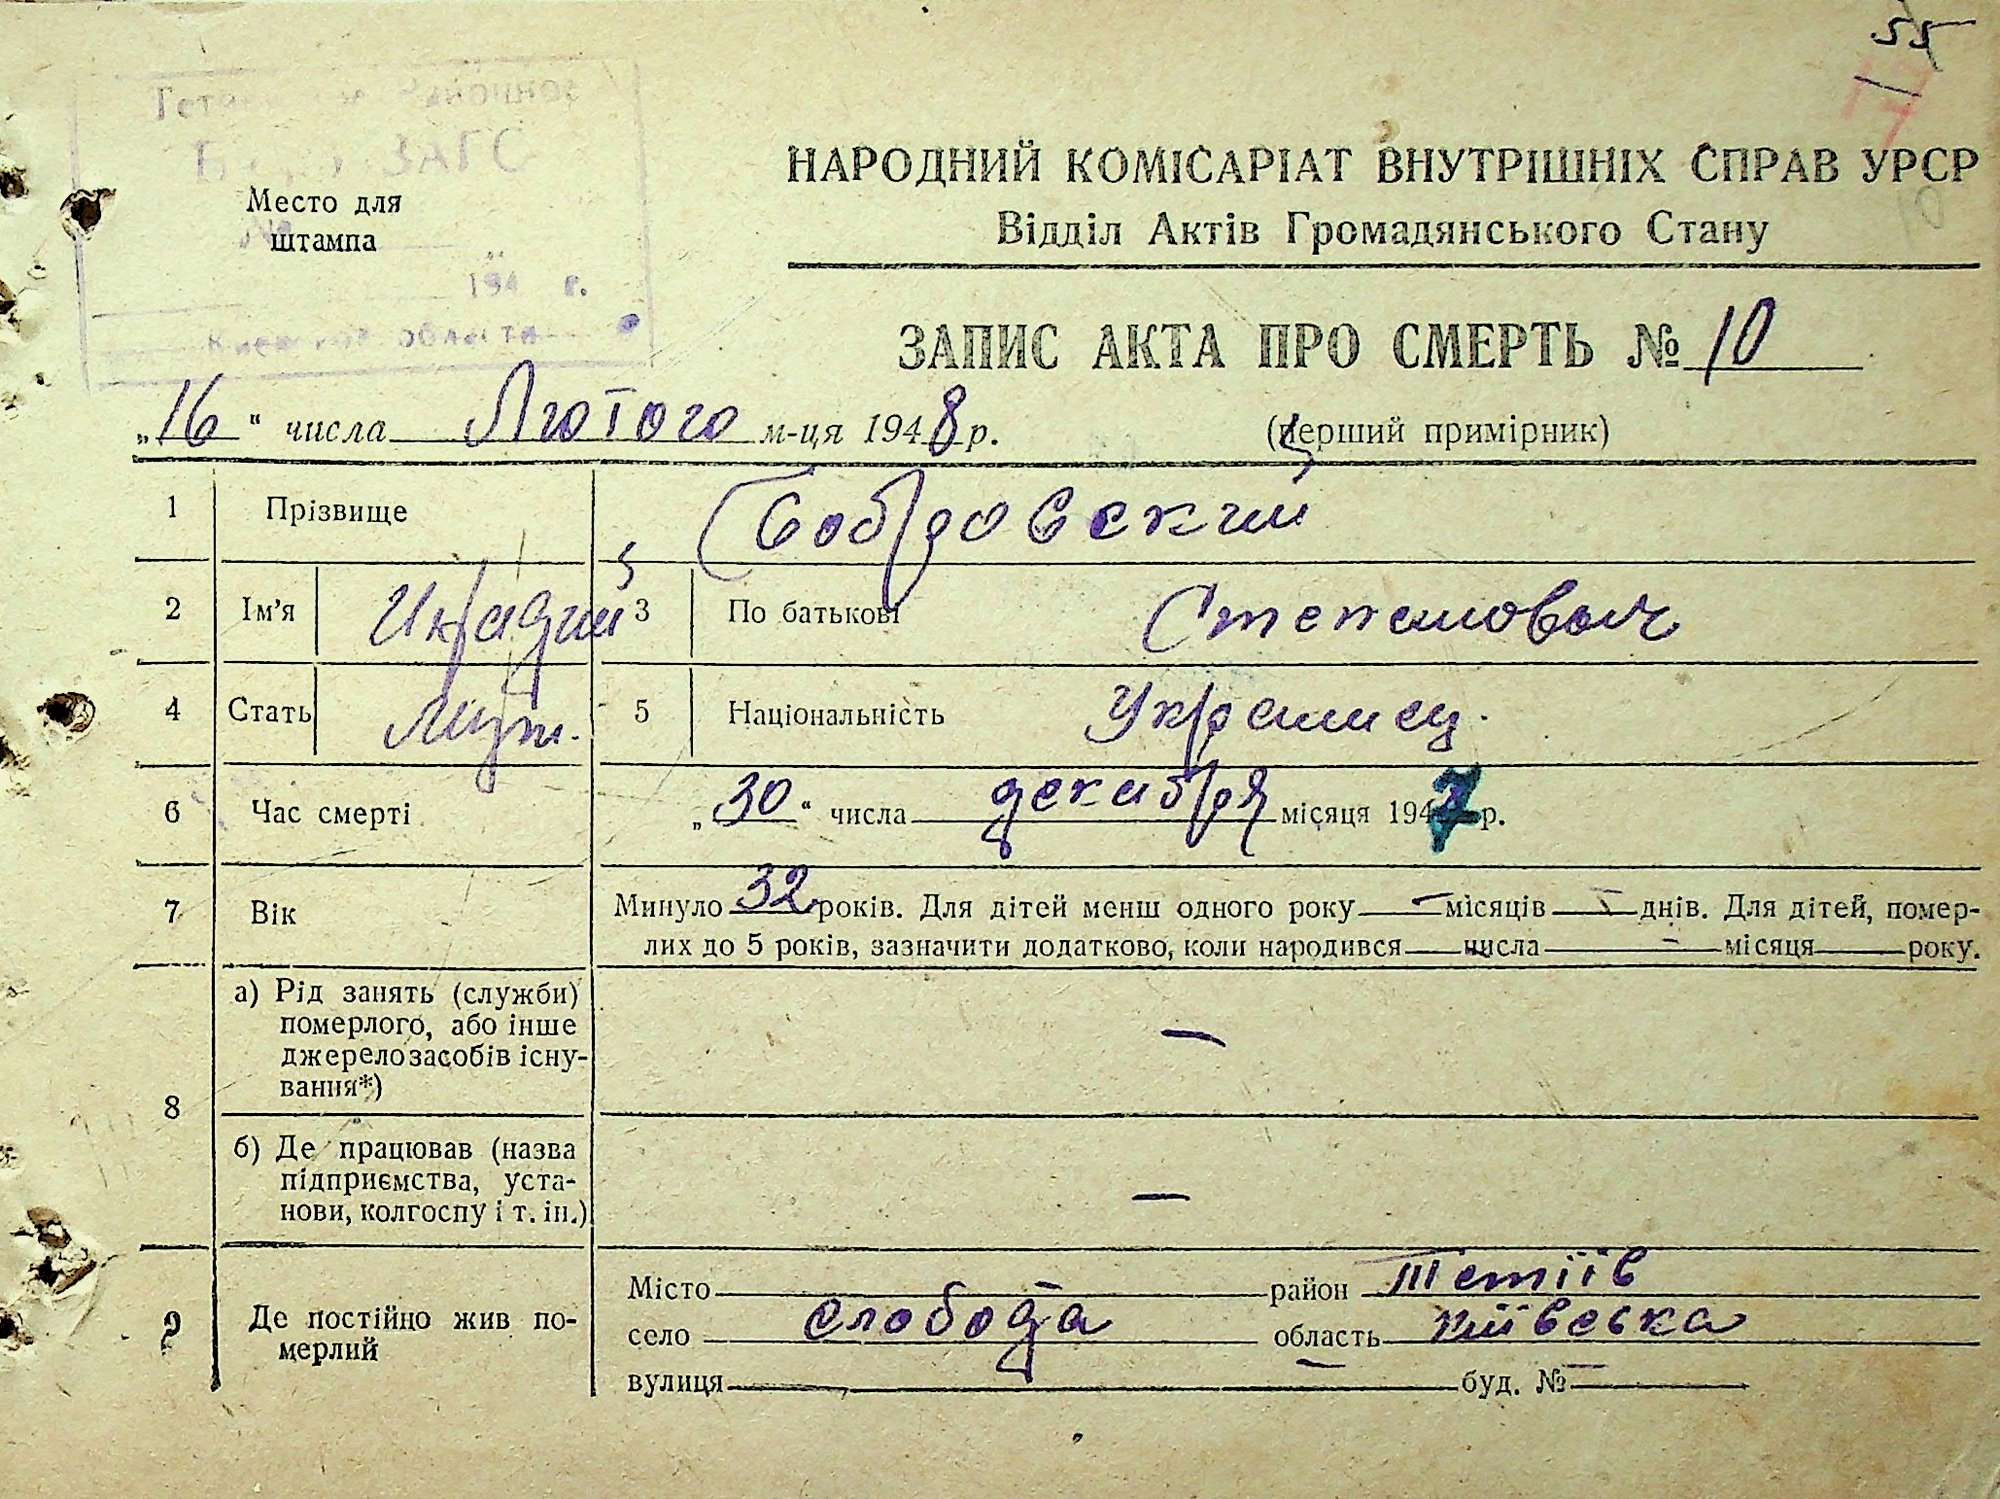 55
Районное
Бюро ЗАГС
Место для
штампа
№
194 г.
Киевской области
НАРОДНИЙ КОМІСАРІАТ ВНУТРІШНІХ СПРАВ УРСР
Відділ Актів Громадянського Стану
ЗАПИС АКТА ПРО СМЕРТЬ № 10
„16“ числа Лютого м-ця 1948 р. (перший примірник)
1 Прізвище Бобровский
2 Ім'я 3 По батькові Степанович
4 Стать Муж. 5 Національність Украинец.
6 Час смерті „30“ числа декабря місяця 1947 р.
7 Вік Минуло 32 років. Для дітей менш одного року — місяців — днів. Для дітей, помер-
лих до 5 років, зазначити додатково, коли народився числа — місяця року.
8 а) Рід занять (служби)
померлого, або інше
джерело засобів існу-
вання*) —
б) Де працював (назва
підприємства, уста-
нови, колгоспу і т. ін.) —
9 Де постійно жив по-
мерлий
Місто — район Тетіїв
село слобода область київська
вулиця — буд. № —